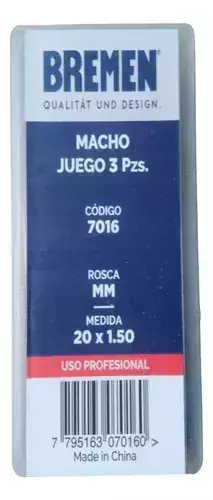 BREMEN®
QUALITÄT UND DESIGN.
MACHO
JUEGO 3 Pzs.
CÓDIGO
7016
ROSCA
MM
MEDIDA
20 x 1.50
USO PROFESIONAL
7 795163 070160 >
Made in China